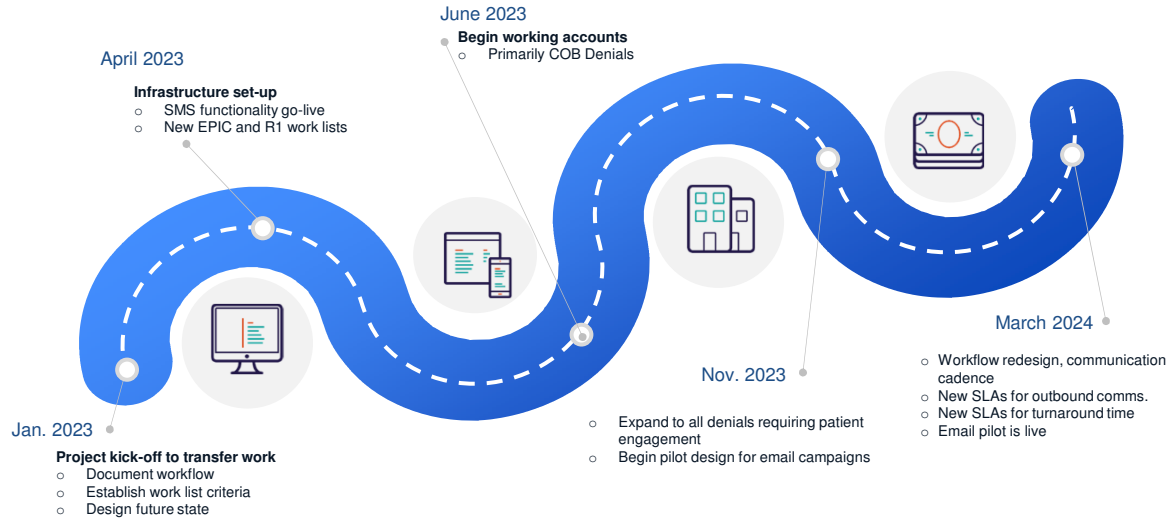 Jan. 2023
Project kick-off to transfer work
○ Document workflow
○ Establish work list criteria
○ Design future state
April 2023
Infrastructure set-up
○ SMS functionality go-live
○ New EPIC and R1 work lists
June 2023
Begin working accounts
○ Primarily COB Denials
Nov. 2023
○ Expand to all denials requiring patient
engagement
○ Begin pilot design for email campaigns
March 2024
○ Workflow redesign, communication
cadence
○ New SLAs for outbound comms.
○ New SLAs for turnaround time
○ Email pilot is live